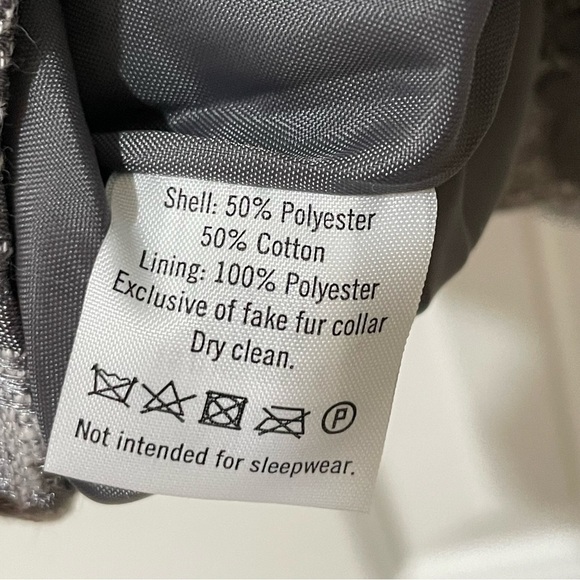 Shell: 50% Polyester
50% Cotton
Lining: 100% Polyester
Exclusive of fake fur collar
Dry clean.
P
Not intended for sleepwear.